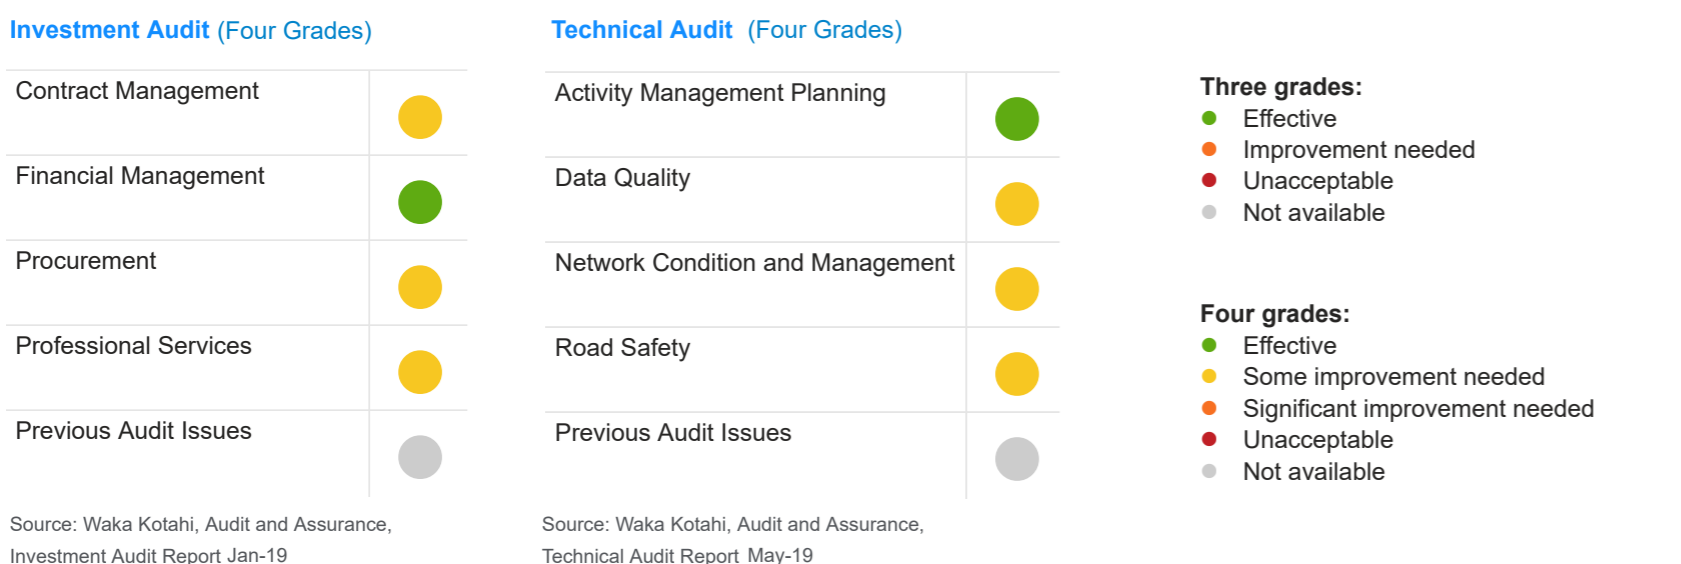 Investment Audit (Four Grades)
Contract Management
Financial Management
Procurement
Professional Services
Previous Audit Issues
Source: Waka Kotahi, Audit and Assurance,
Investment Audit Report Jan-19
Technical Audit (Four Grades)
Activity Management Planning
Data Quality
Network Condition and Management
Road Safety
Previous Audit Issues
Source: Waka Kotahi, Audit and Assurance,
Technical Audit Report May-19
Three grades:
Effective
Improvement needed
Unacceptable
Not available
Four grades:
Effective
Some improvement needed
Significant improvement needed
Unacceptable
Not available